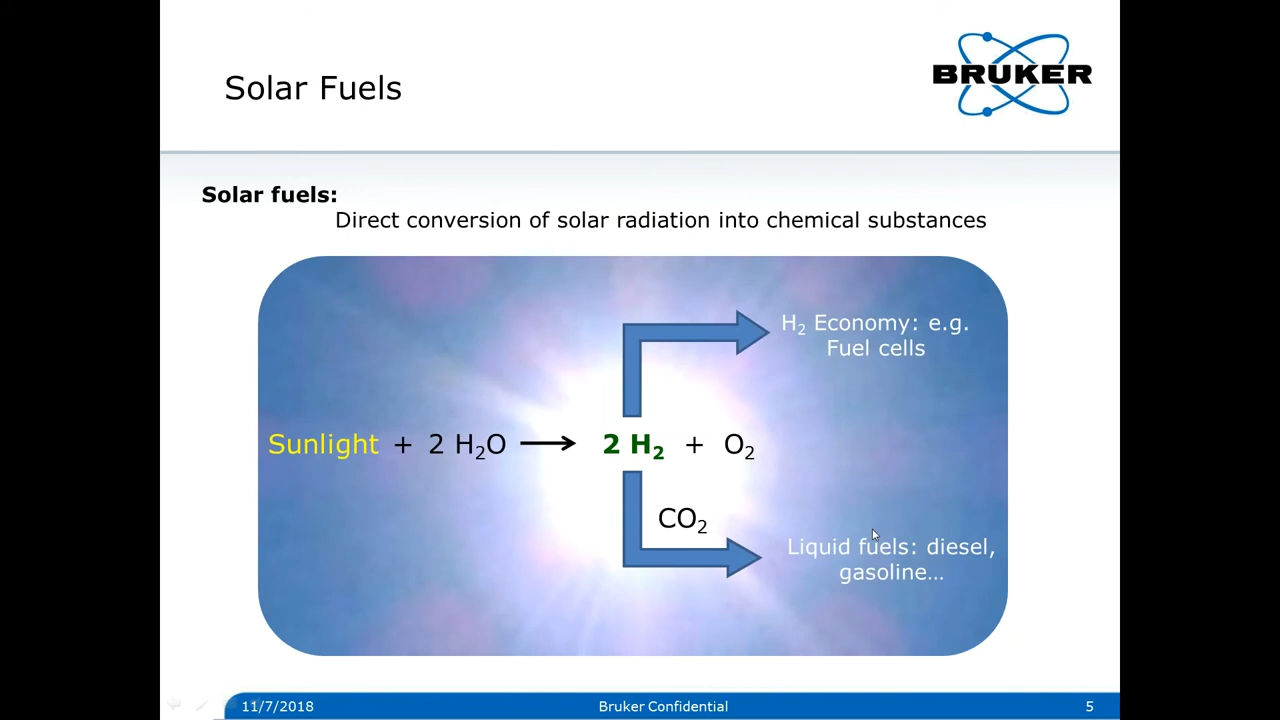 Solar Fuels
BRUKER
Solar fuels:
Direct conversion of solar radiation into chemical substances
H₂ Economy: e.g.
Fuel cells
Sunlight + 2 H₂O ⟶ 2 H₂ + O₂
CO₂
Liquid fuels: diesel,
gasoline…
11/7/2018 Bruker Confidential 5